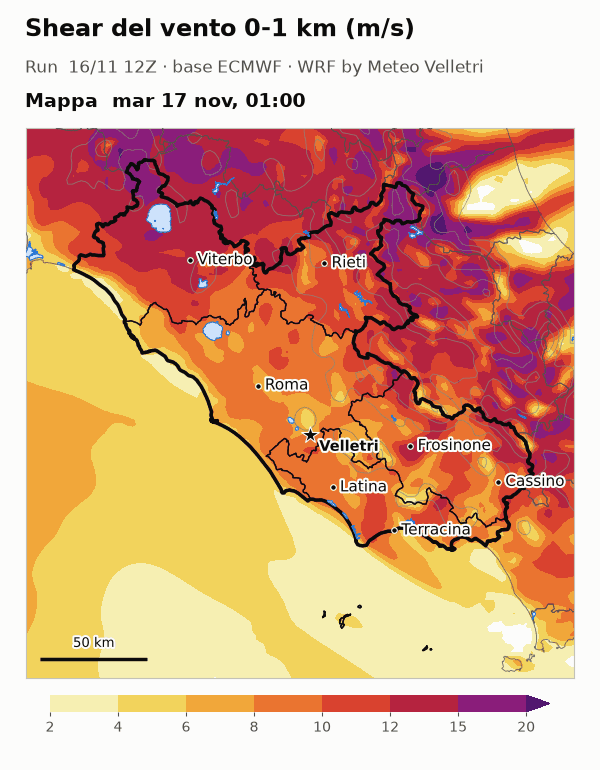 Shear del vento 0-1 km (m/s)
Run 16/11 12Z · base ECMWF · WRF by Meteo Velletri
Mappa mar 17 nov, 01:00
Viterbo
Rieti
Roma
Velletri
Frosinone
Latina
Cassino
Terracina
50 km
2 4 6 8 10 12 15 20